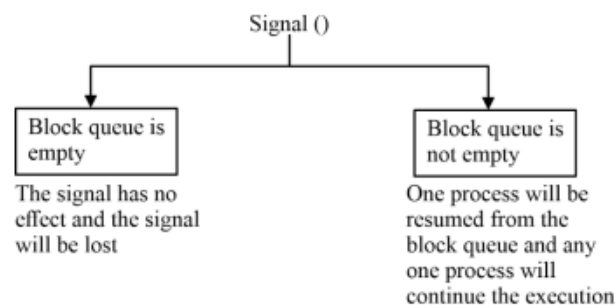 Signal ()
Block queue is
empty
The signal has no
effect and the signal
will be lost
Block queue is
not empty
One process will be
resumed from the
block queue and any
one process will
continue the execution